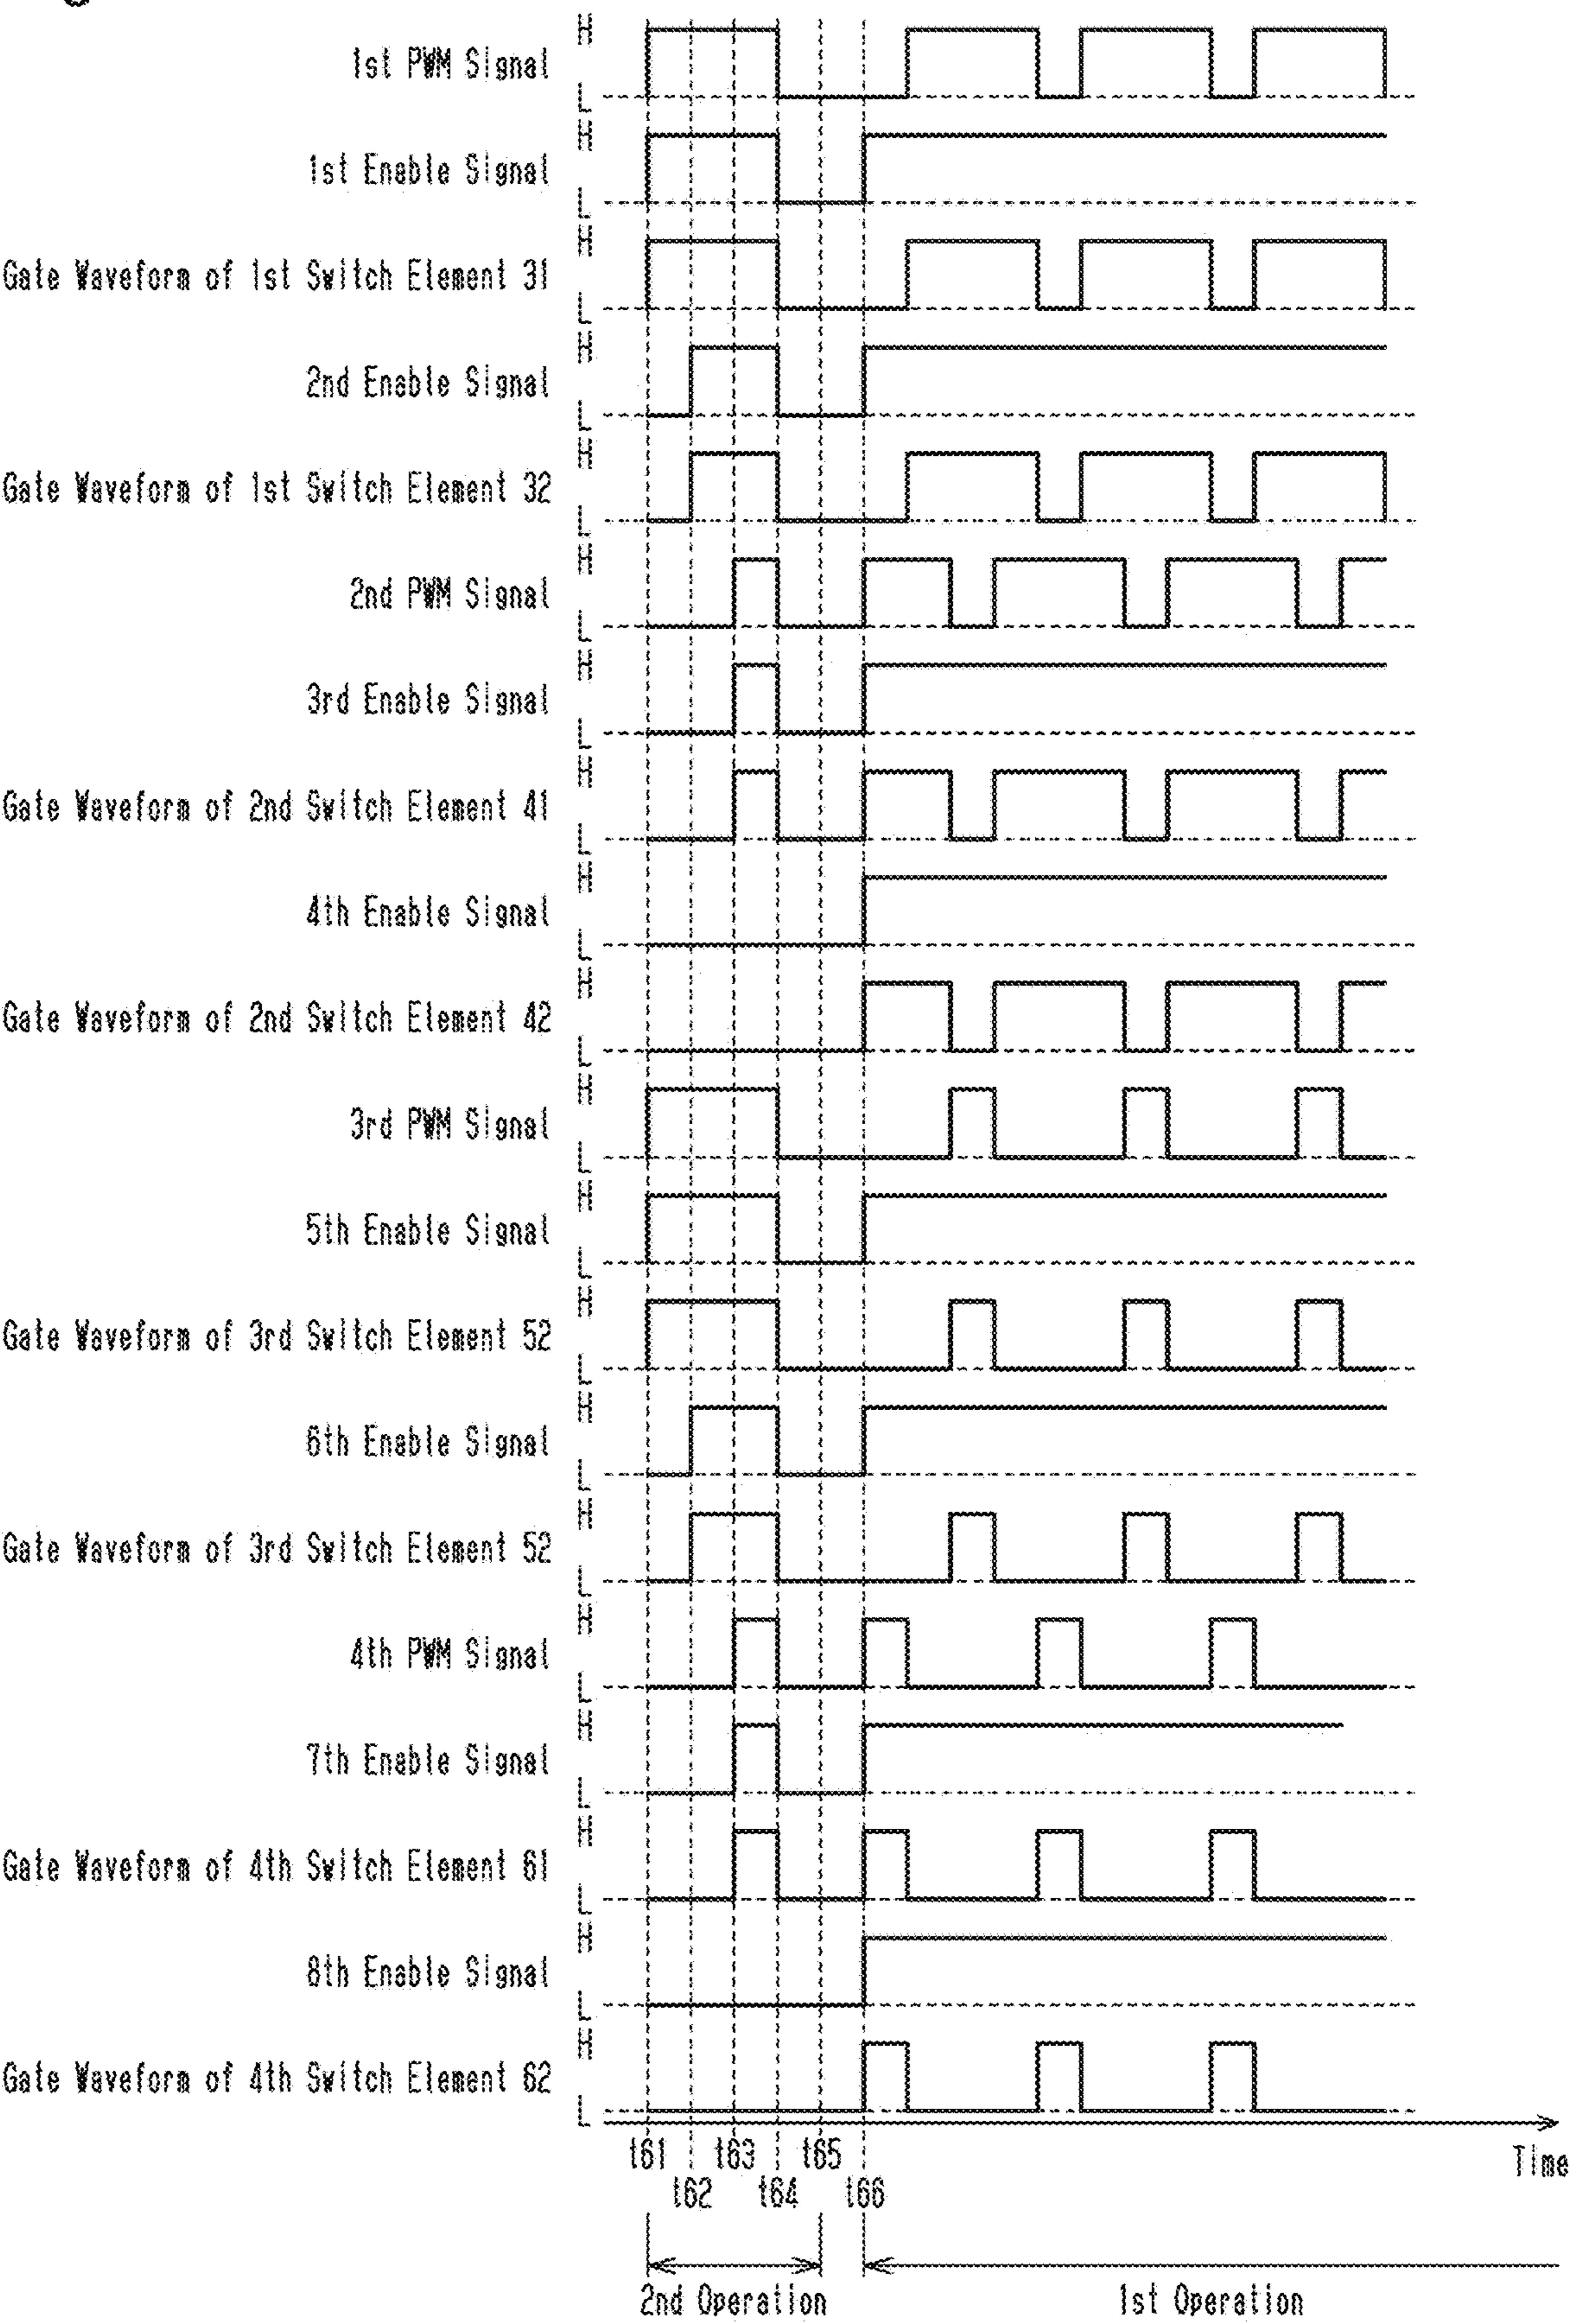 H
1st PWM Signal
L
H
1st Enable Signal
L
H
Gate Waveform of 1st Switch Element 31
L
H
2nd Enable Signal
L
H
Gate Waveform of 1st Switch Element 32
L
H
2nd PWM Signal
L
H
3rd Enable Signal
L
H
Gate Waveform of 2nd Switch Element 41
L
H
4th Enable Signal
L
H
Gate Waveform of 2nd Switch Element 42
L
H
3rd PWM Signal
L
H
5th Enable Signal
L
H
Gate Waveform of 3rd Switch Element 52
L
H
6th Enable Signal
L
H
Gate Waveform of 3rd Switch Element 52
L
H
4th PWM Signal
L
H
7th Enable Signal
L
H
Gate Waveform of 4th Switch Element 61
L
H
8th Enable Signal
L
H
Gate Waveform of 4th Switch Element 62
L
t61 t63 t65 Time
t62 t64 t66
2nd Operation 1st Operation